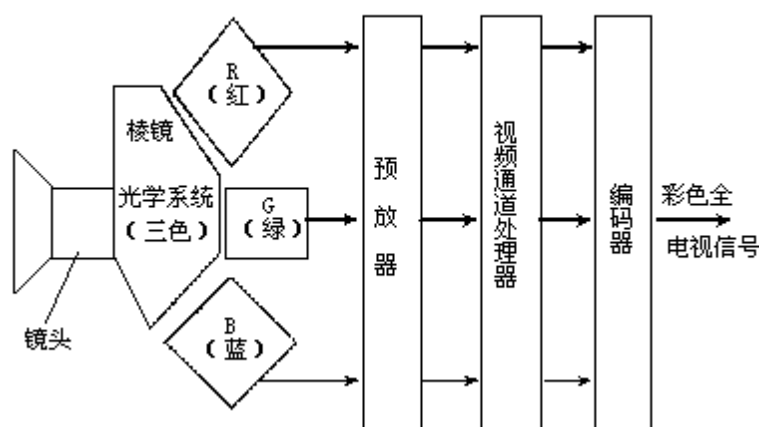 R
（红）
棱镜
光学系统
（三色）
G
（绿）
B
（蓝）
镜头
预放器
视频通道处理器
编码器
彩色全
电视信号